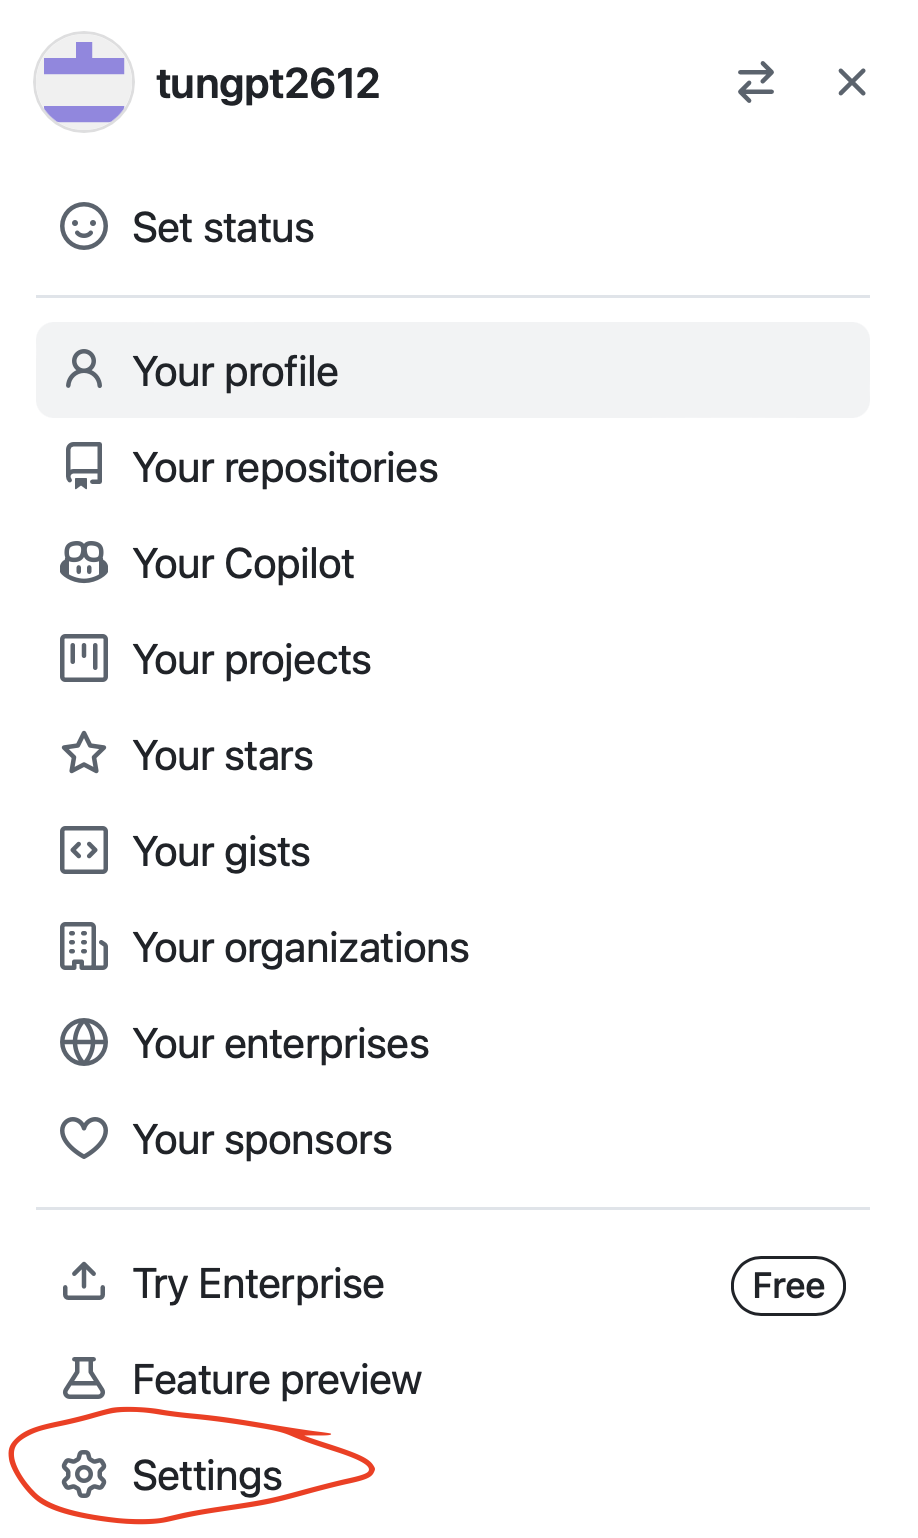 tungpt2612
Set status
Your profile
Your repositories
Your Copilot
Your projects
Your stars
Your gists
Your organizations
Your enterprises
Your sponsors
Try Enterprise Free
Feature preview
Settings